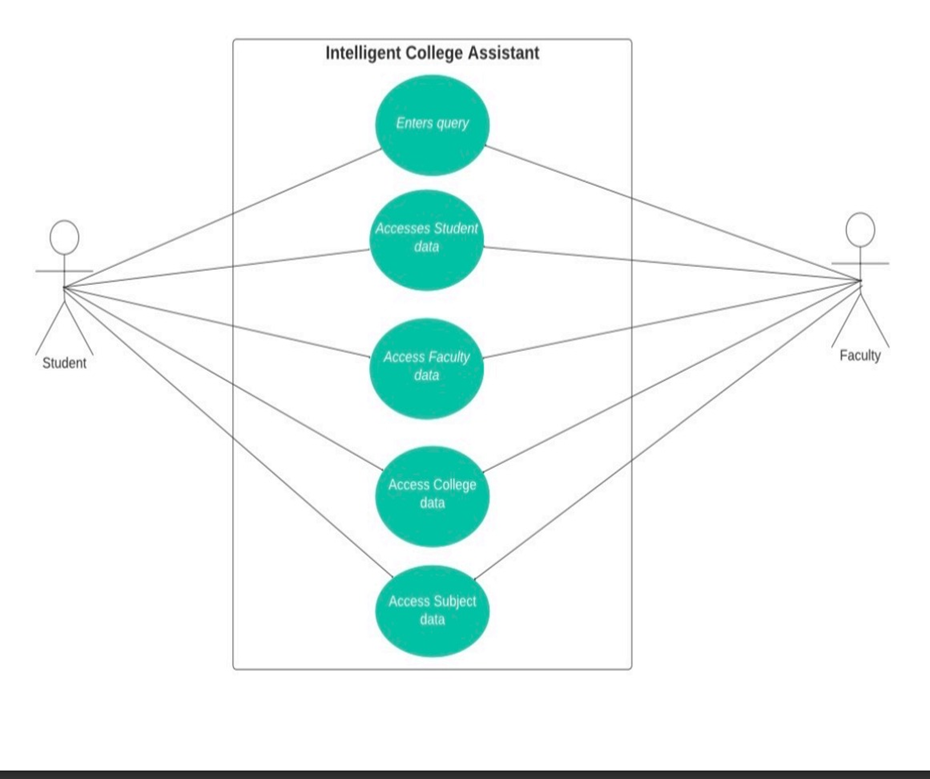 Intelligent College Assistant
Enters query
Accesses Student
data
Access Faculty
data
Access College
data
Access Subject
data
Student
Faculty